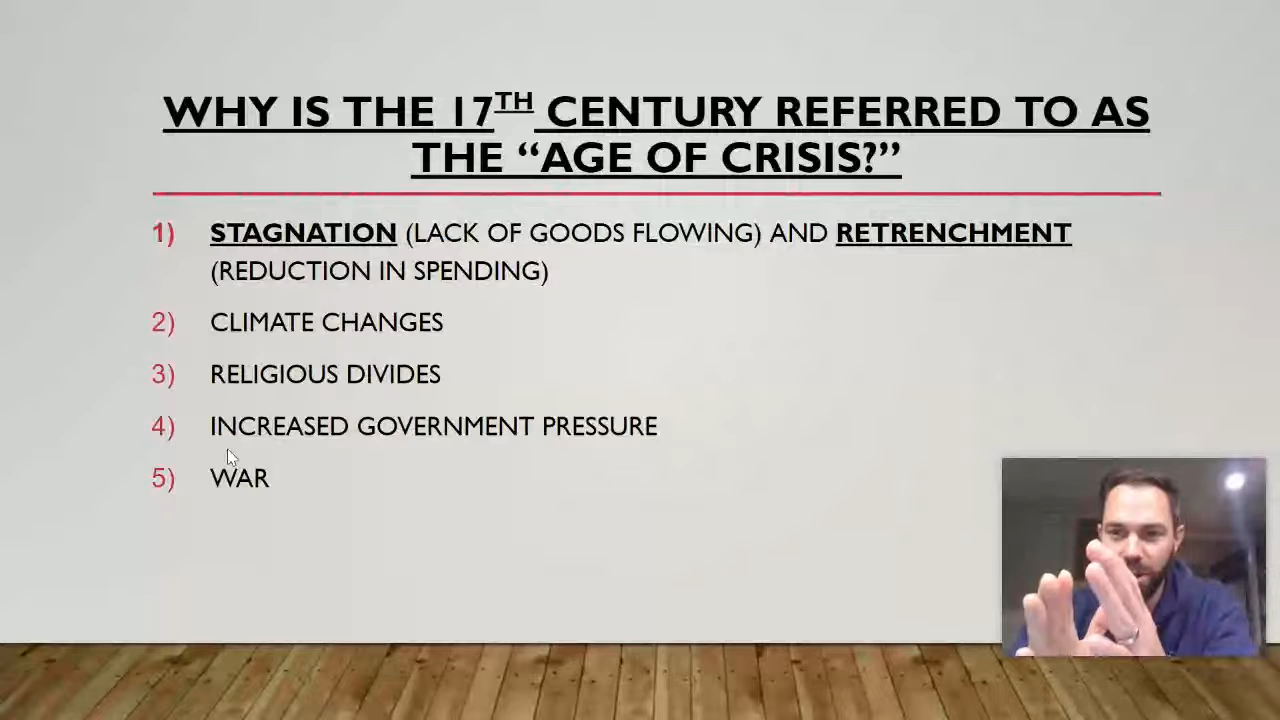 WHY IS THE 17TH CENTURY REFERRED TO AS
THE “AGE OF CRISIS?”
1) STAGNATION (LACK OF GOODS FLOWING) AND RETRENCHMENT
(REDUCTION IN SPENDING)
2) CLIMATE CHANGES
3) RELIGIOUS DIVIDES
4) INCREASED GOVERNMENT PRESSURE
5) WAR